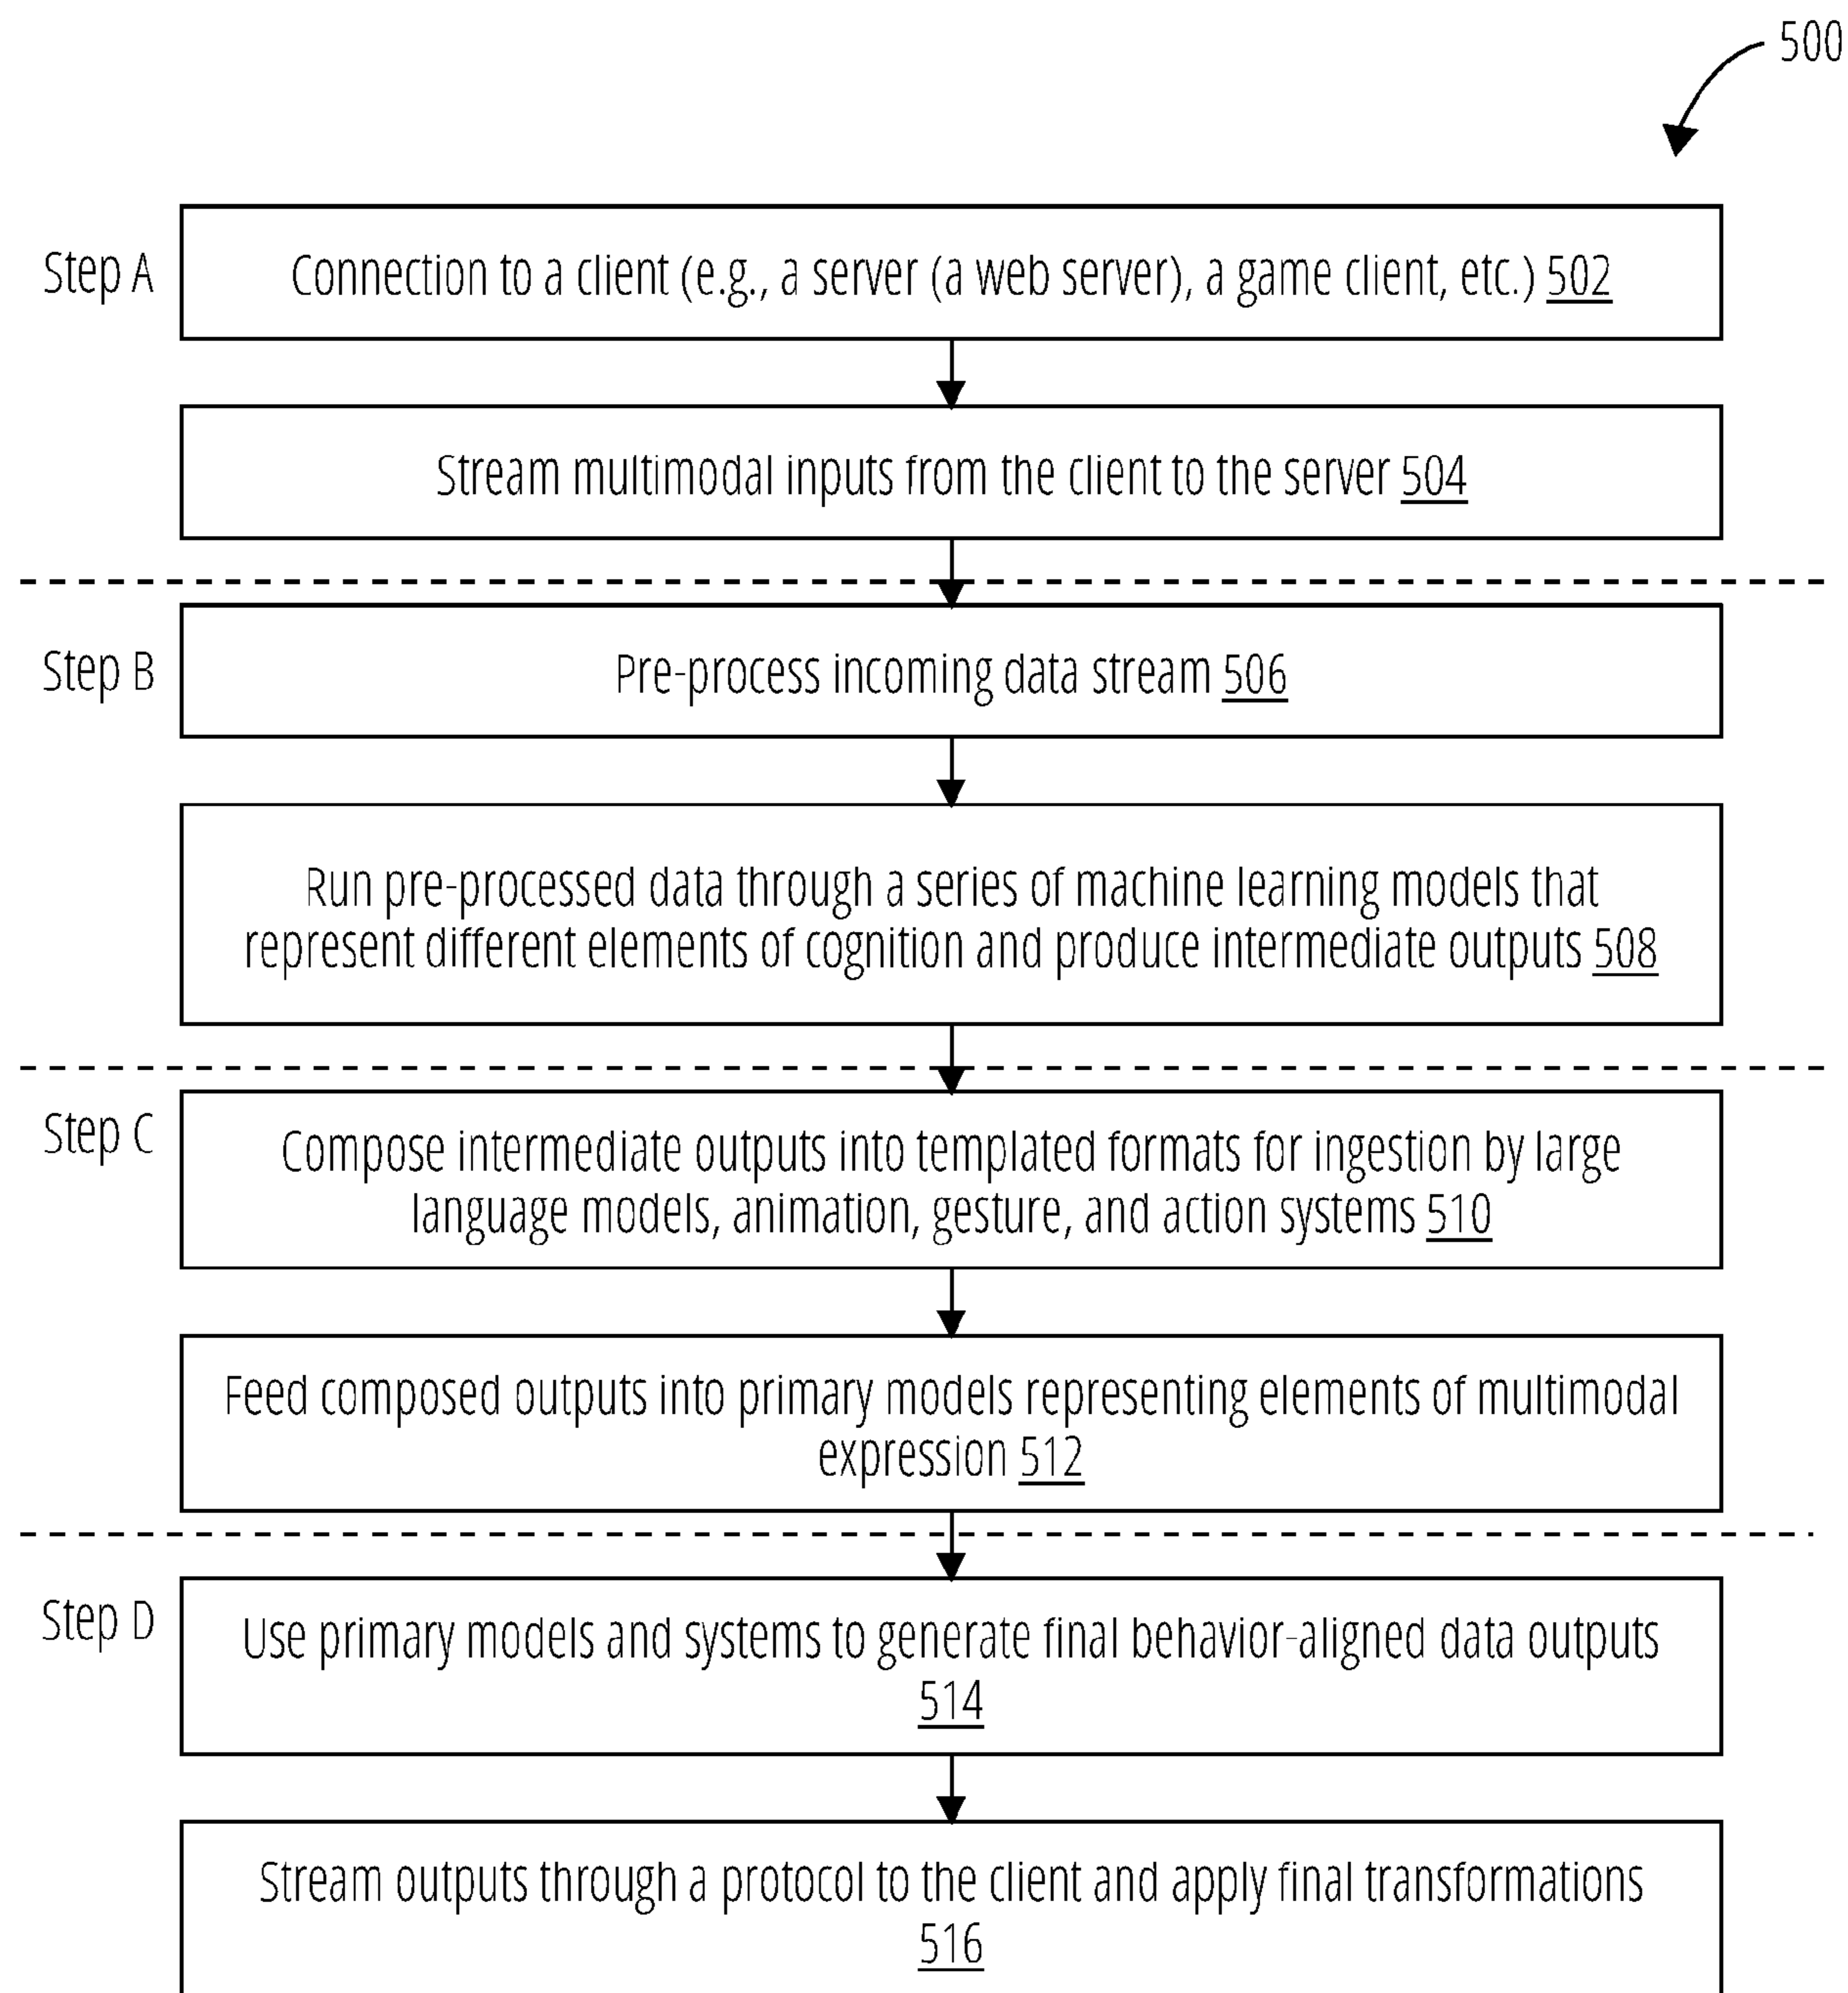 500
Step A
Connection to a client (e.g., a server (a web server), a game client, etc.) 502
Stream multimodal inputs from the client to the server 504
Step B
Pre-process incoming data stream 506
Run pre-processed data through a series of machine learning models that
represent different elements of cognition and produce intermediate outputs 508
Step C
Compose intermediate outputs into templated formats for ingestion by large
language models, animation, gesture, and action systems 510
Feed composed outputs into primary models representing elements of multimodal
expression 512
Step D
Use primary models and systems to generate final behavior-aligned data outputs
514
Stream outputs through a protocol to the client and apply final transformations
516